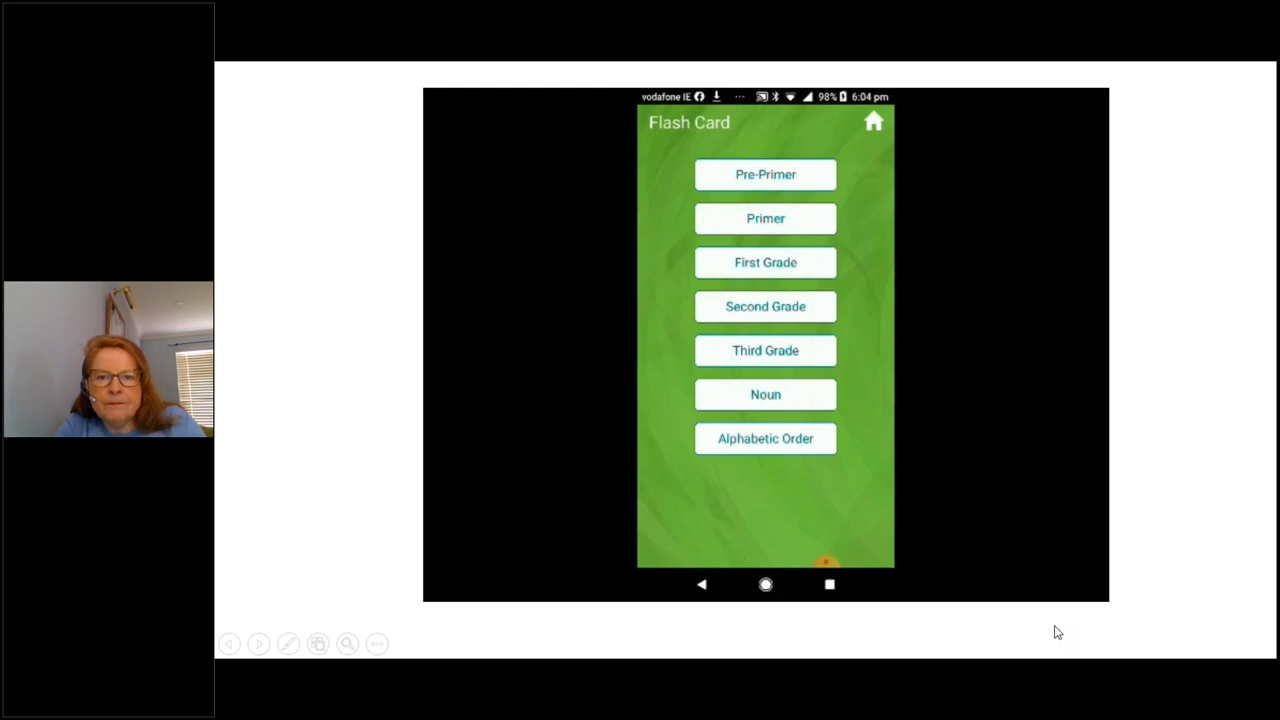 vodafone IE ... 98% 6:04 pm
Flash Card
Pre-Primer
Primer
First Grade
Second Grade
Third Grade
Noun
Alphabetic Order